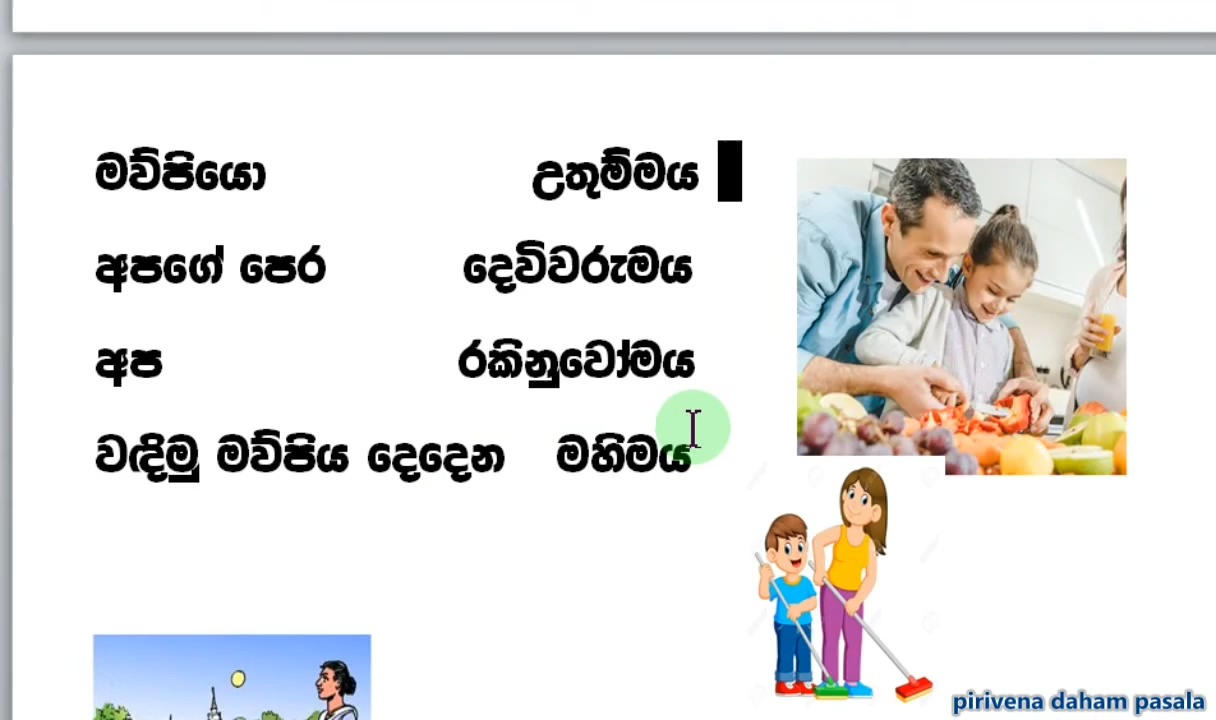 මව්පියෝ උතුම්මය
අපගේ පෙර දෙවිවරුමය
අප රකිනුවෝමය
වඳිමු මව්පිය දෙදෙන මහිමය
pirivena daham pasala